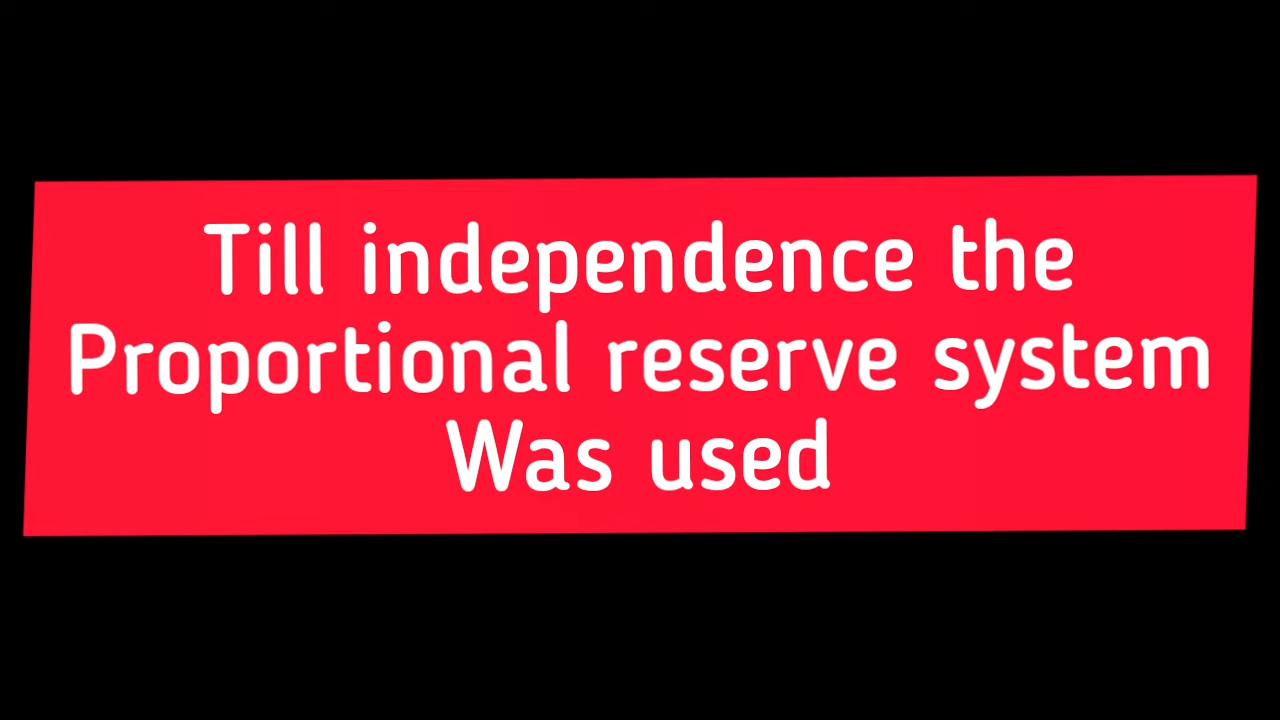 Till independence the
Proportional reserve system
Was used